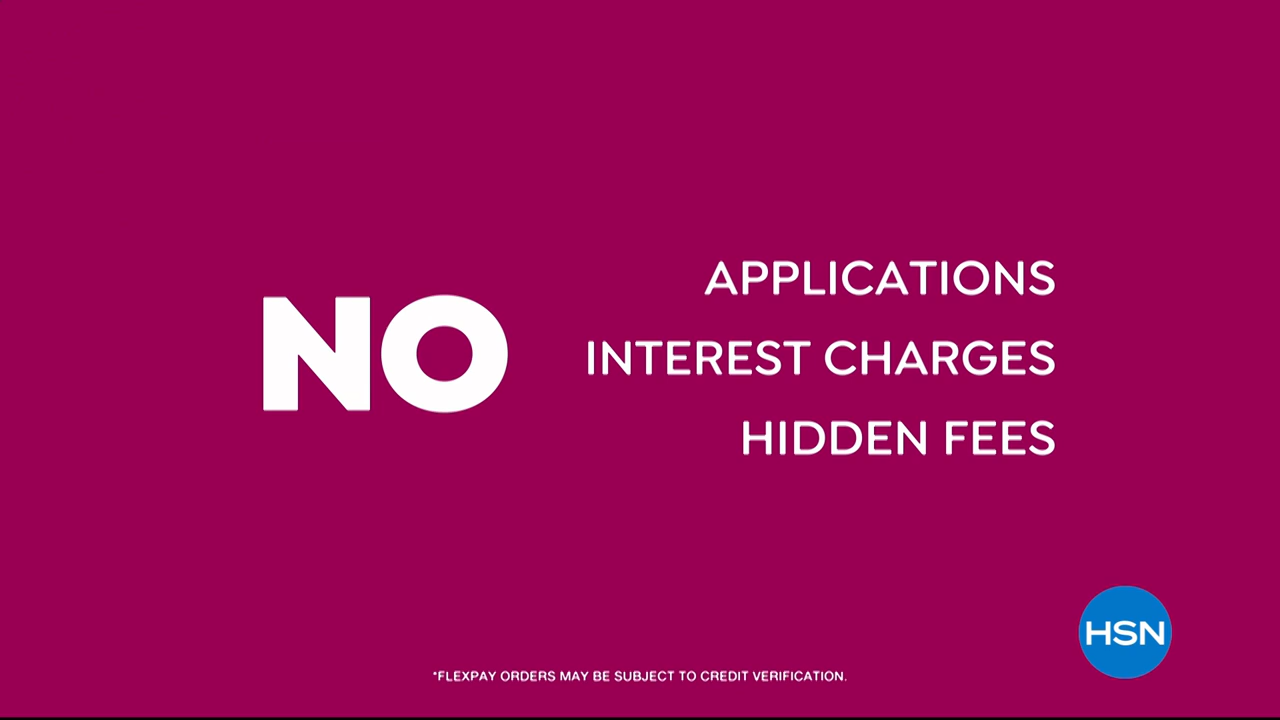 NO
APPLICATIONS
INTEREST CHARGES
HIDDEN FEES
HSN
*FLEXPAY ORDERS MAY BE SUBJECT TO CREDIT VERIFICATION.